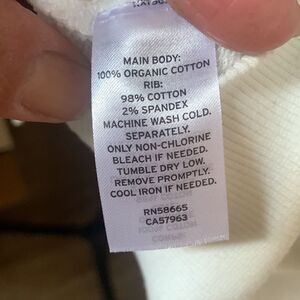 MAIN BODY:
100% ORGANIC COTTON
RIB:
98% COTTON
2% SPANDEX
MACHINE WASH COLD.
SEPARATELY.
ONLY NON-CHLORINE
BLEACH IF NEEDED.
TUMBLE DRY LOW.
REMOVE PROMPTLY.
COOL IRON IF NEEDED.
RN58665
CA57963